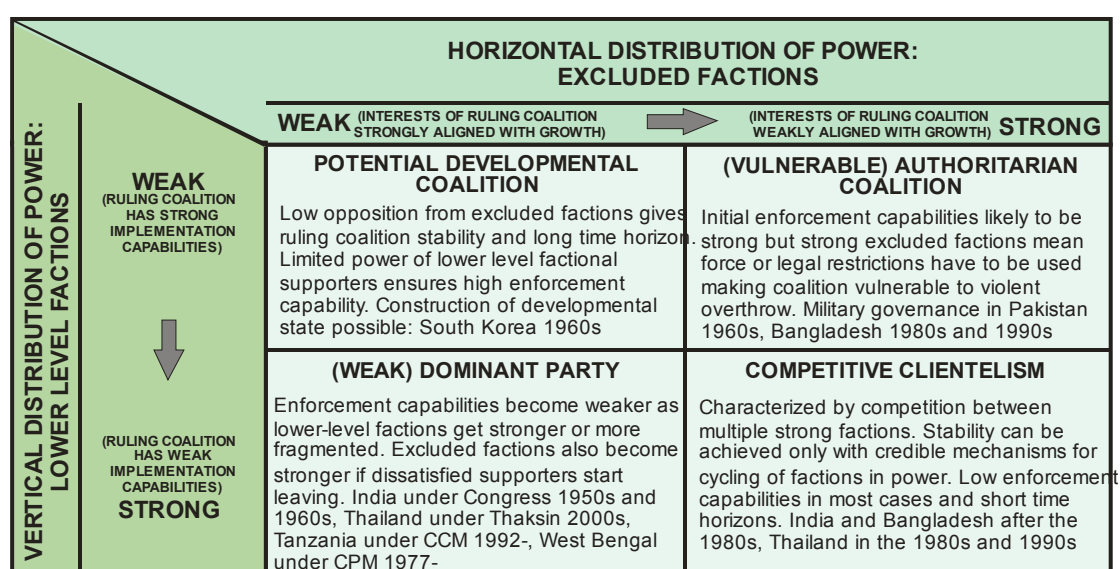 HORIZONTAL DISTRIBUTION OF POWER:
EXCLUDED FACTIONS
WEAK (INTERESTS OF RULING COALITION
STRONGLY ALIGNED WITH GROWTH)
(INTERESTS OF RULING COALITION
WEAKLY ALIGNED WITH GROWTH) STRONG
VERTICAL DISTRIBUTION OF POWER:
LOWER LEVEL FACTIONS
WEAK
(RULING COALITION
HAS STRONG
IMPLEMENTATION
CAPABILITIES)
POTENTIAL DEVELOPMENTAL
COALITION
Low opposition from excluded factions gives
ruling coalition stability and long time horizon.
Limited power of lower level factional
supporters ensures high enforcement
capability. Construction of developmental
state possible: South Korea 1960s
(VULNERABLE) AUTHORITARIAN
COALITION
Initial enforcement capabilities likely to be
strong but strong excluded factions mean
force or legal restrictions have to be used
making coalition vulnerable to violent
overthrow. Military governance in Pakistan
1960s, Bangladesh 1980s and 1990s
(RULING COALITION
HAS WEAK
IMPLEMENTATION
CAPABILITIES)
STRONG
(WEAK) DOMINANT PARTY
Enforcement capabilities become weaker as
lower-level factions get stronger or more
fragmented. Excluded factions also become
stronger if dissatisfied supporters start
leaving. India under Congress 1950s and
1960s, Thailand under Thaksin 2000s,
Tanzania under CCM 1992-, West Bengal
under CPM 1977-
COMPETITIVE CLIENTELISM
Characterized by competition between
multiple strong factions. Stability can be
achieved only with credible mechanisms for
cycling of factions in power. Low enforcement
capabilities in most cases and short time
horizons. India and Bangladesh after the
1980s, Thailand in the 1980s and 1990s